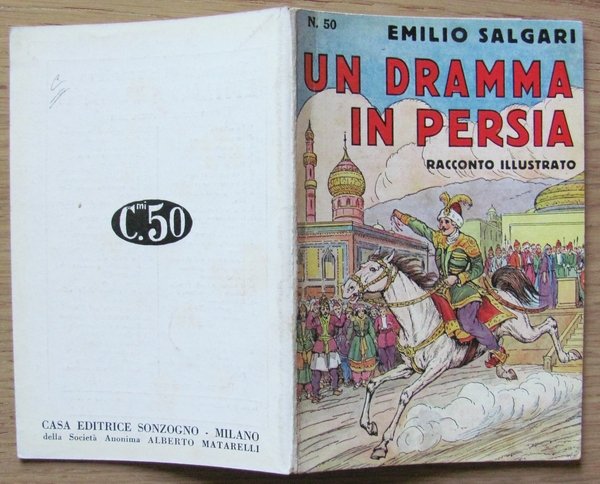 N. 50
EMILIO SALGARI
UN DRAMMA
IN PERSIA
RACCONTO ILLUSTRATO
C.mi 50
CASA EDITRICE SONZOGNO - MILANO
della Società Anonima ALBERTO MATARELLI